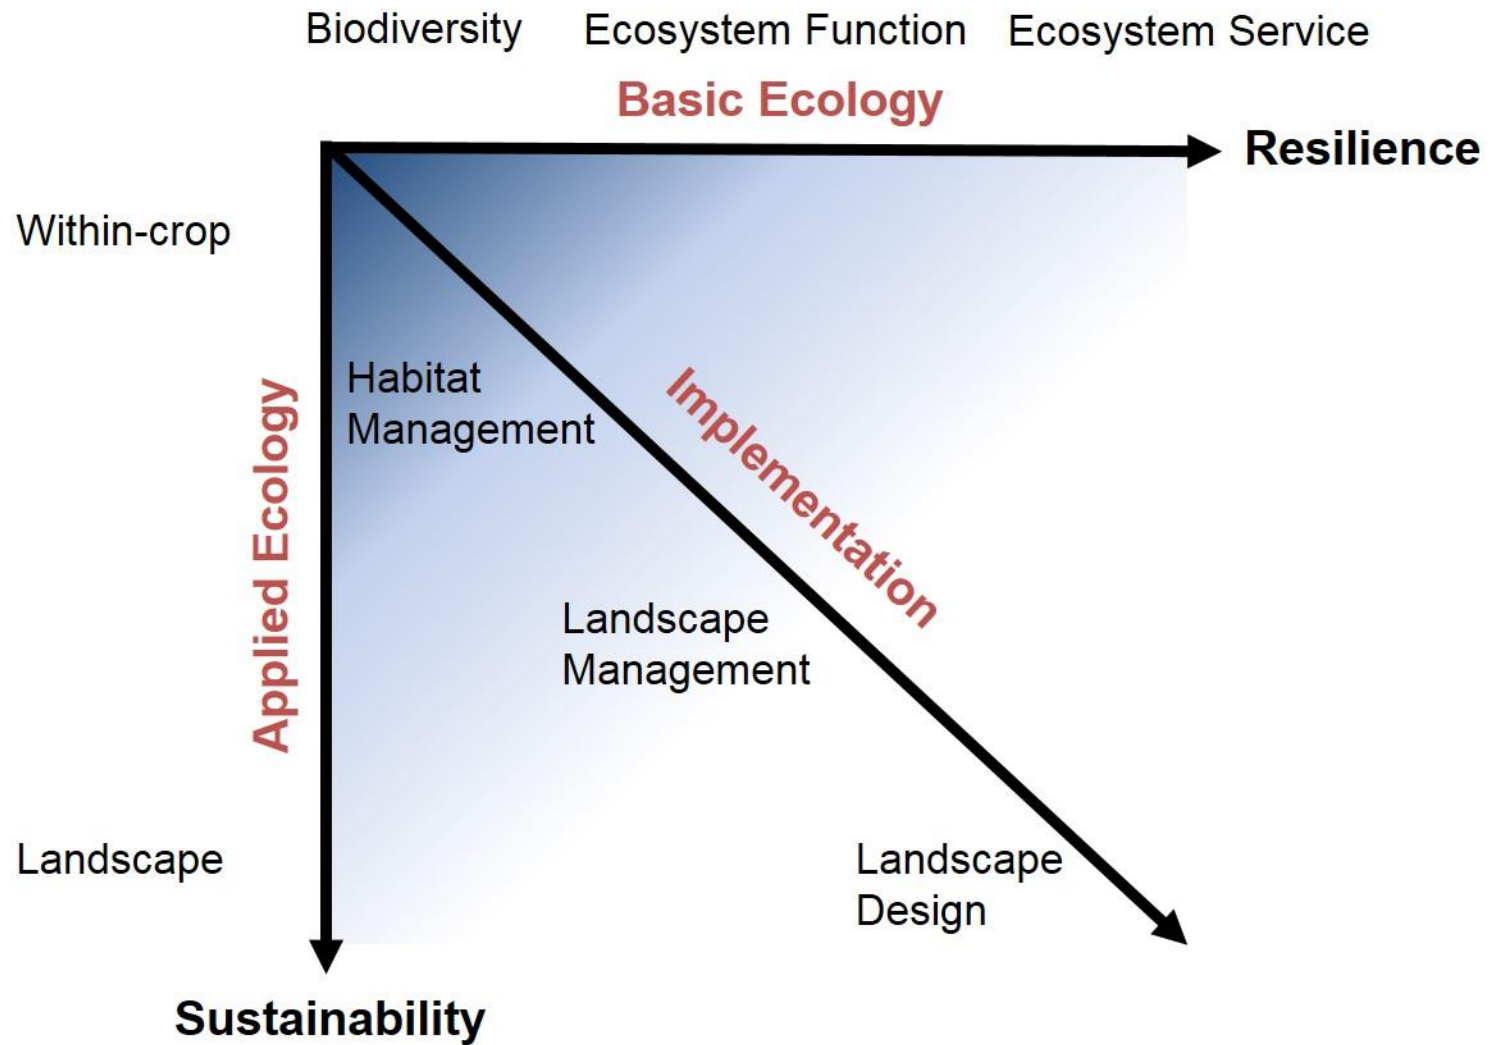 Biodiversity Ecosystem Function Ecosystem Service
Basic Ecology
Resilience
Within-crop
Habitat
Management
Implementation
Applied Ecology
Landscape
Management
Landscape
Landscape
Design
Sustainability